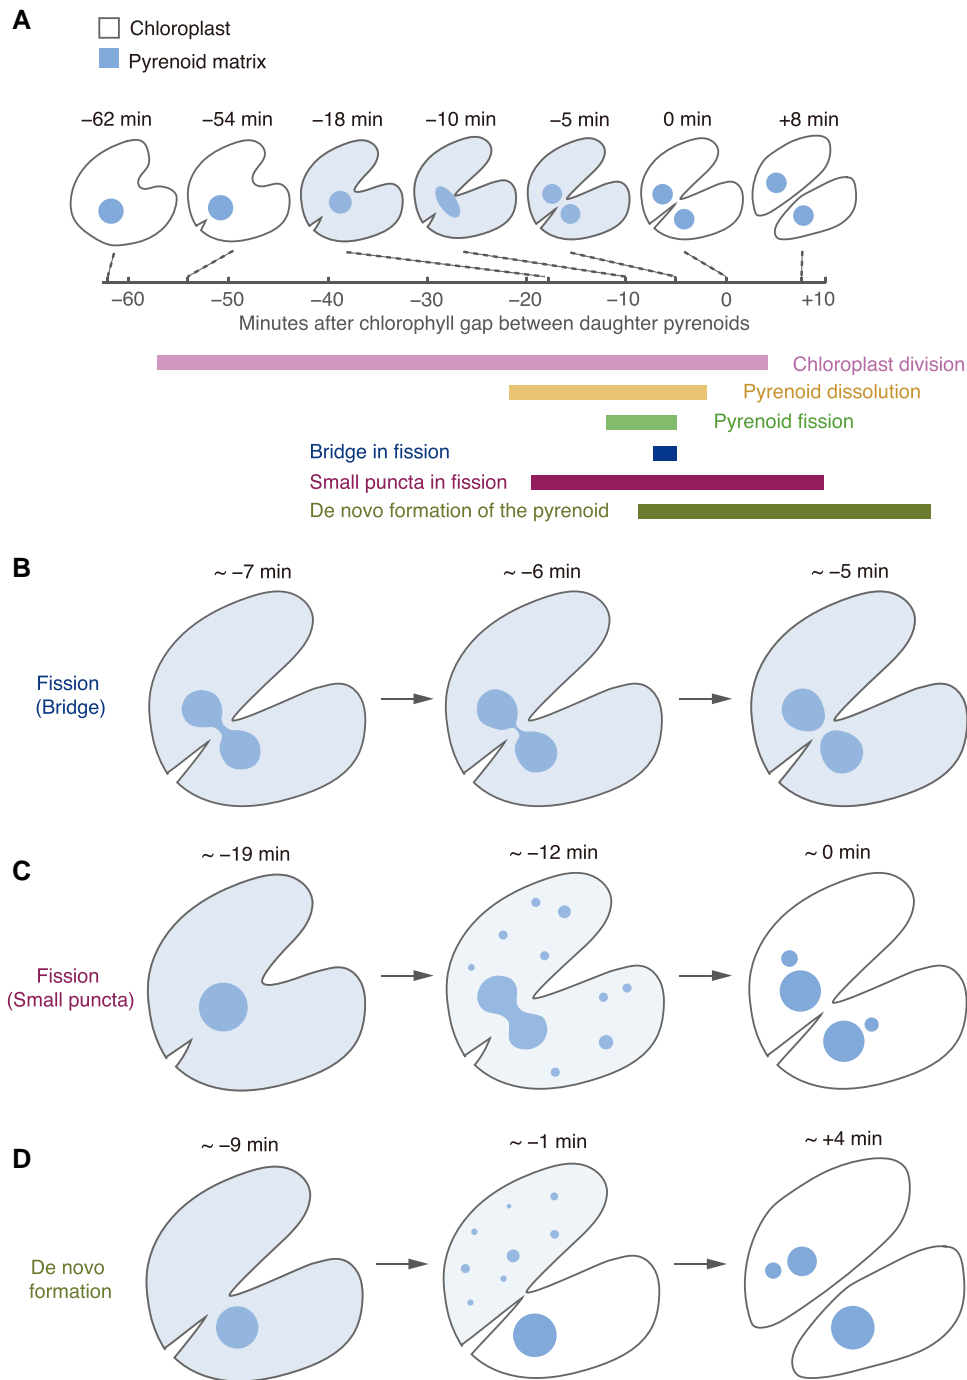 A
Chloroplast
Pyrenoid matrix
−62 min
−54 min
−18 min
−10 min
−5 min
0 min
+8 min
−60
−50
−40
−30
−20
−10
0
+10
Minutes after chlorophyll gap between daughter pyrenoids
Chloroplast division
Pyrenoid dissolution
Pyrenoid fission
Bridge in fission
Small puncta in fission
De novo formation of the pyrenoid
B
~ −7 min
~ −6 min
~ −5 min
Fission
(Bridge)
C
~ −19 min
~ −12 min
~ 0 min
Fission
(Small puncta)
D
~ −9 min
~ −1 min
~ +4 min
De novo
formation